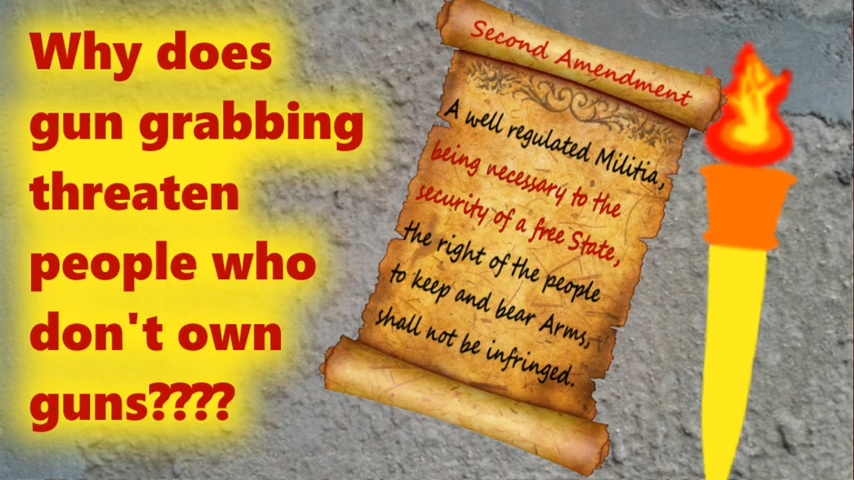 Why does
gun grabbing
threaten
people who
don't own
guns????
Second Amendment
A well regulated Militia,
being necessary to the
security of a free State,
the right of the people
to keep and bear Arms,
shall not be infringed.